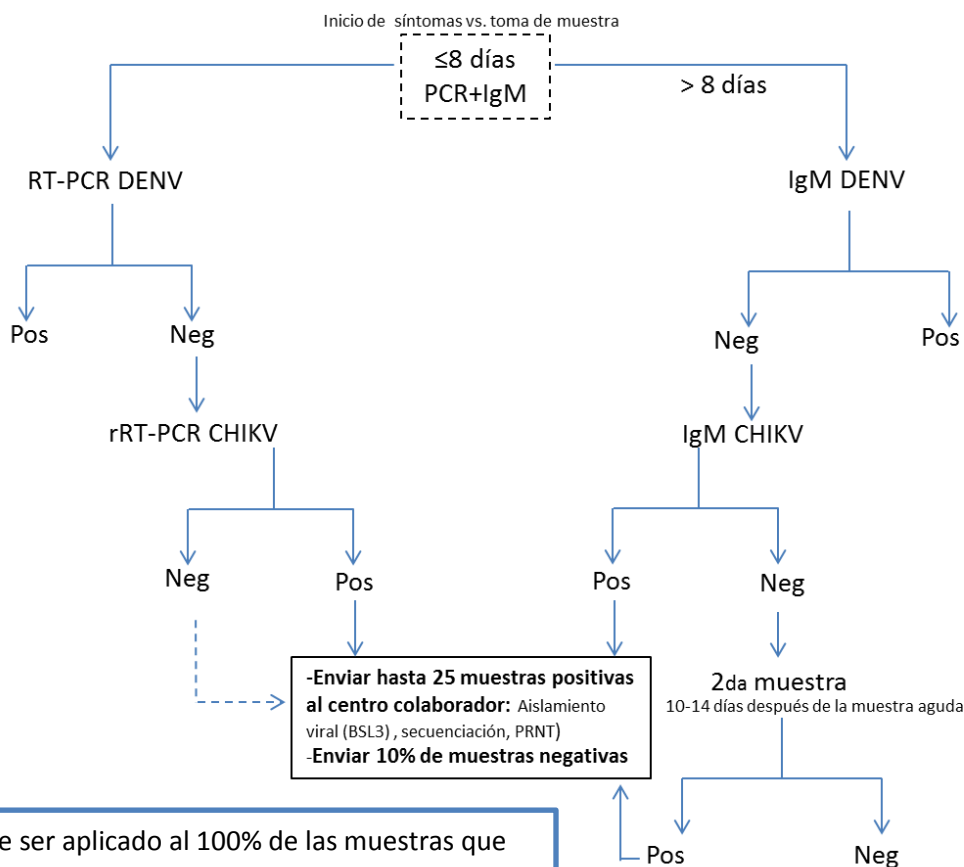 Inicio de síntomas vs. toma de muestra
≤8 días
PCR+IgM
> 8 días
RT-PCR DENV
IgM DENV
Pos
Neg
Neg
Pos
rRT-PCR CHIKV
IgM CHIKV
Neg
Pos
Pos
Neg
-Enviar hasta 25 muestras positivas
al centro colaborador: Aislamiento
viral (BSL3) , secuenciación, PRNT)
-Enviar 10% de muestras negativas
2da muestra
10-14 días después de la muestra aguda
Pos
Neg
e ser aplicado al 100% de las muestras que